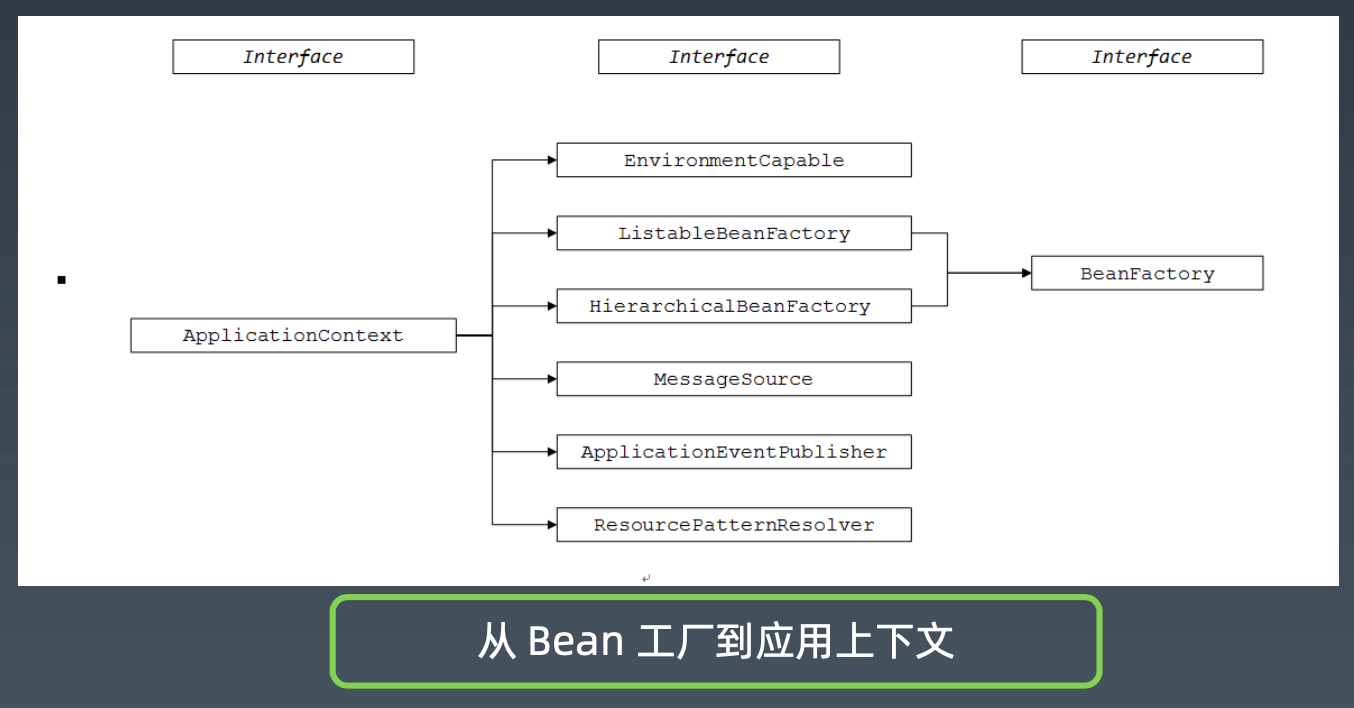 Interface
Interface
Interface
EnvironmentCapable
ListableBeanFactory
BeanFactory
HierarchicalBeanFactory
ApplicationContext
MessageSource
ApplicationEventPublisher
ResourcePatternResolver
从 Bean 工厂到应用上下文